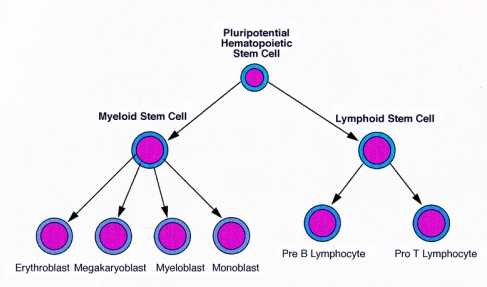 Pluripotential
Hematopoietic
Stem Cell
Myeloid Stem Cell
Lymphoid Stem Cell
Erythroblast
Megakaryoblast
Myeloblast
Monoblast
Pre B Lymphocyte
Pro T Lymphocyte